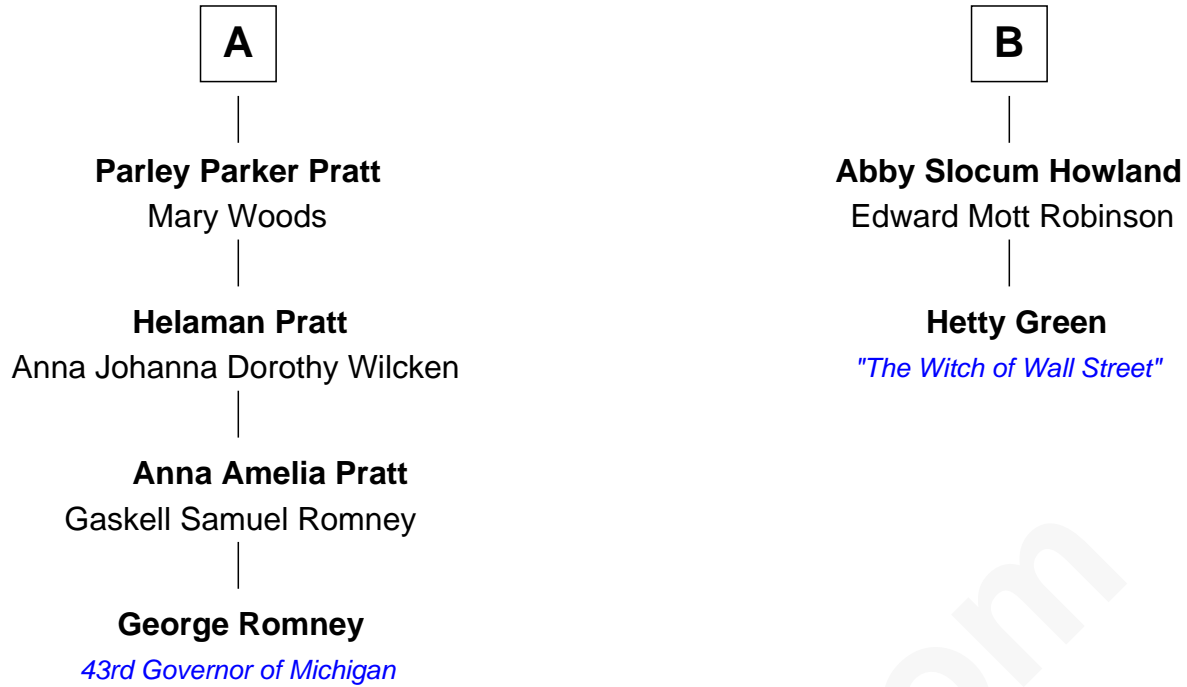 A
Parley Parker Pratt
Mary Woods
Helaman Pratt
Anna Johanna Dorothy Wilcken
Anna Amelia Pratt
Gaskell Samuel Romney
George Romney
43rd Governor of Michigan
B
Abby Slocum Howland
Edward Mott Robinson
Hetty Green
"The Witch of Wall Street"
om